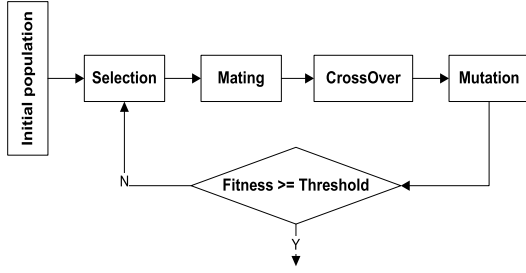 Initial population
Selection
Mating
CrossOver
Mutation
Fitness >= Threshold
N
Y